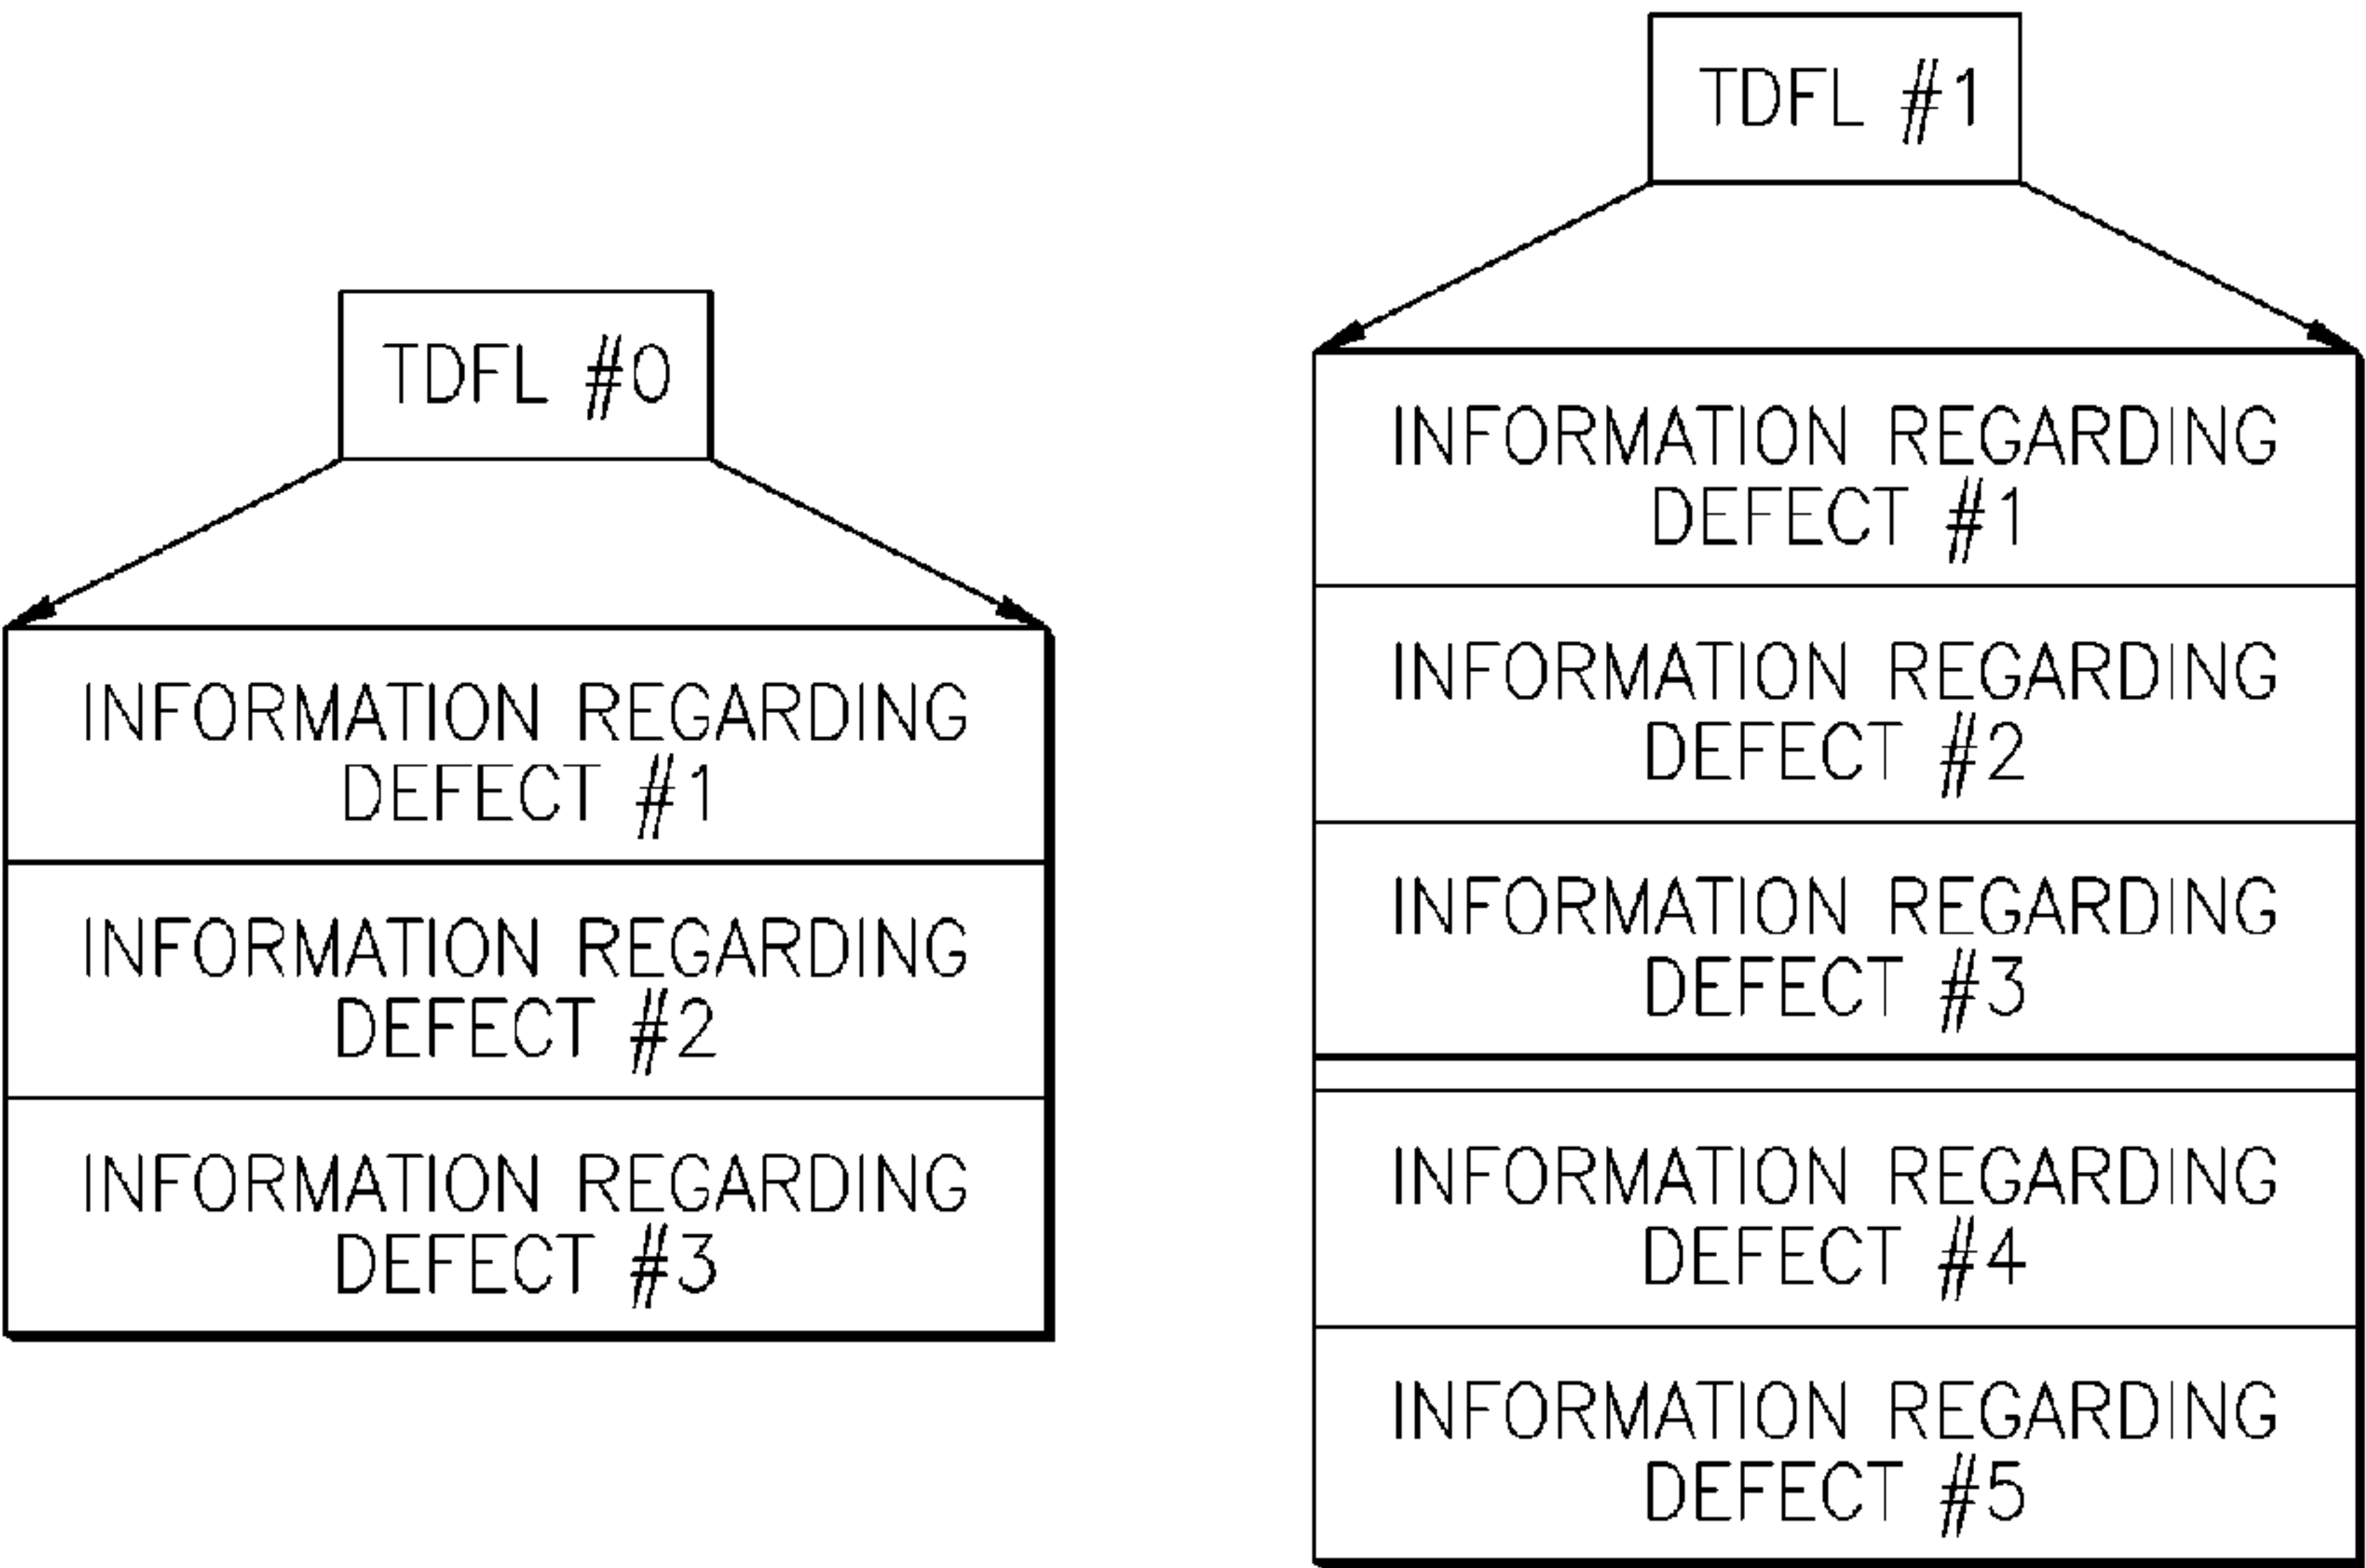 TDFL #0
INFORMATION REGARDING
DEFECT #1
INFORMATION REGARDING
DEFECT #2
INFORMATION REGARDING
DEFECT #3
TDFL #1
INFORMATION REGARDING
DEFECT #1
INFORMATION REGARDING
DEFECT #2
INFORMATION REGARDING
DEFECT #3
INFORMATION REGARDING
DEFECT #4
INFORMATION REGARDING
DEFECT #5